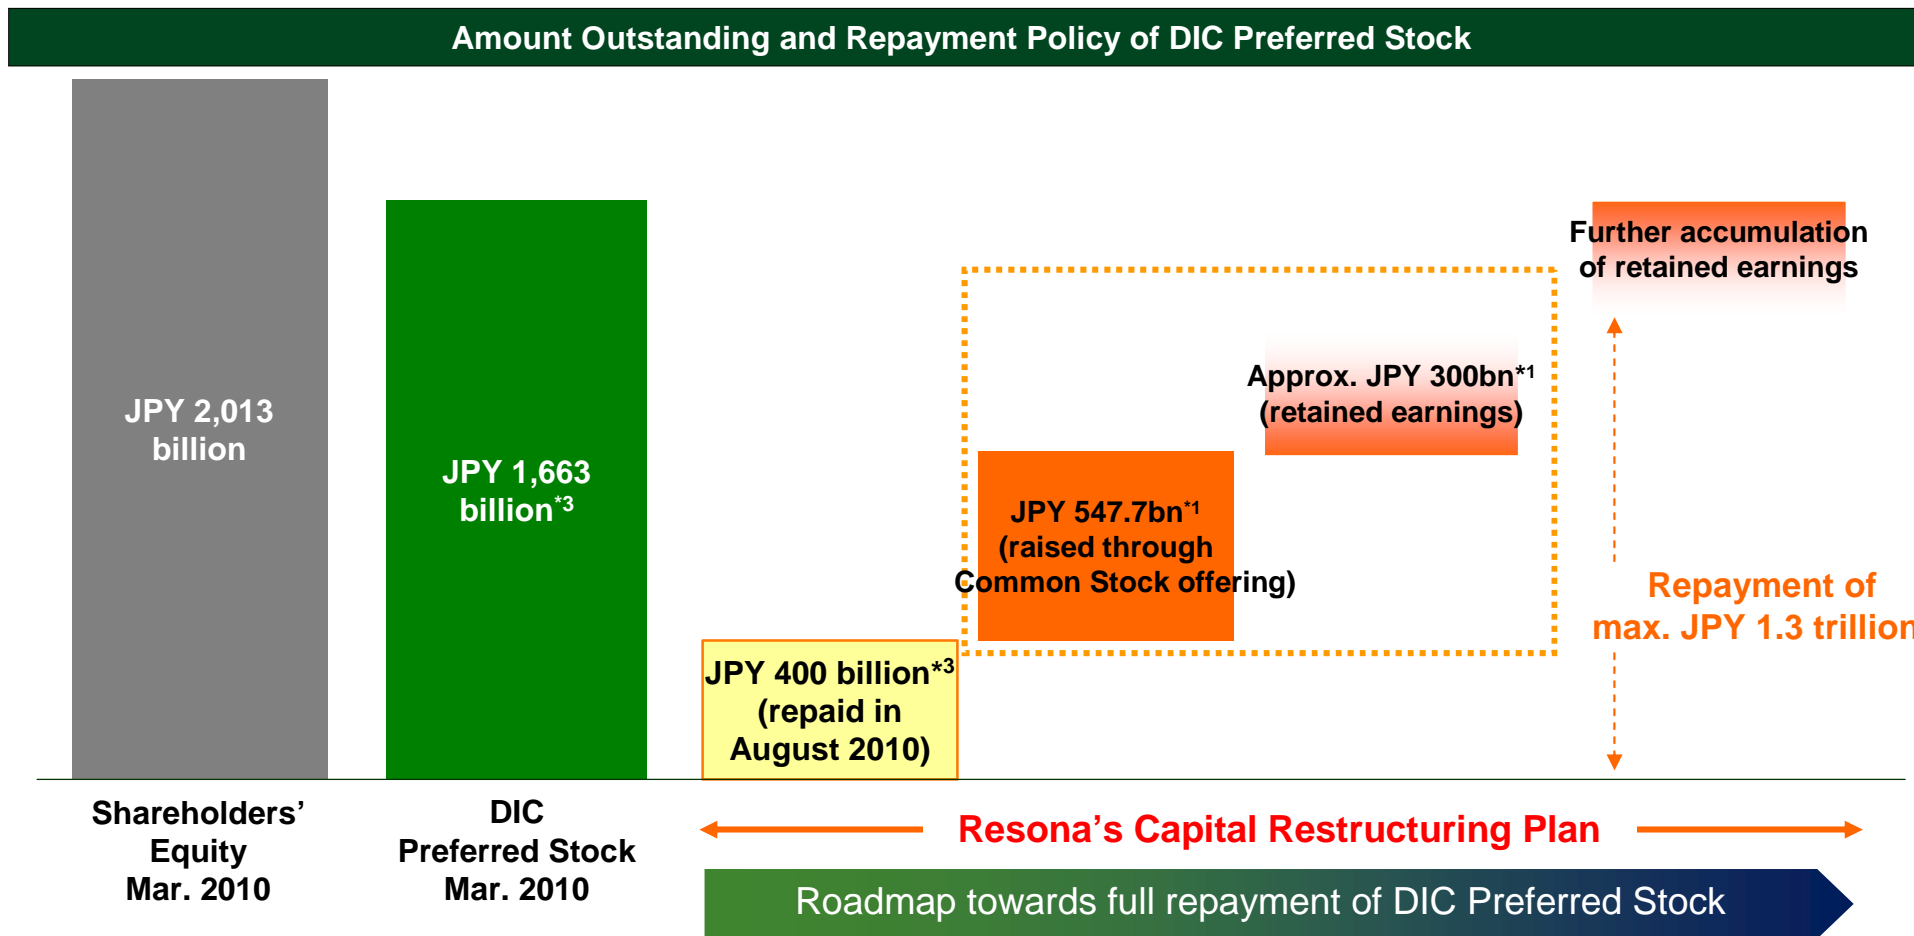 Amount Outstanding and Repayment Policy of DIC Preferred Stock
JPY 2,013
billion
JPY 1,663
billion*3
JPY 400 billion*3
(repaid in
August 2010)
JPY 547.7bn*1
(raised through
Common Stock offering)
Approx. JPY 300bn*1
(retained earnings)
Further accumulation
of retained earnings
Repayment of
max. JPY 1.3 trillion
Shareholders’
Equity
Mar. 2010
DIC
Preferred Stock
Mar. 2010
Resona’s Capital Restructuring Plan
Roadmap towards full repayment of DIC Preferred Stock